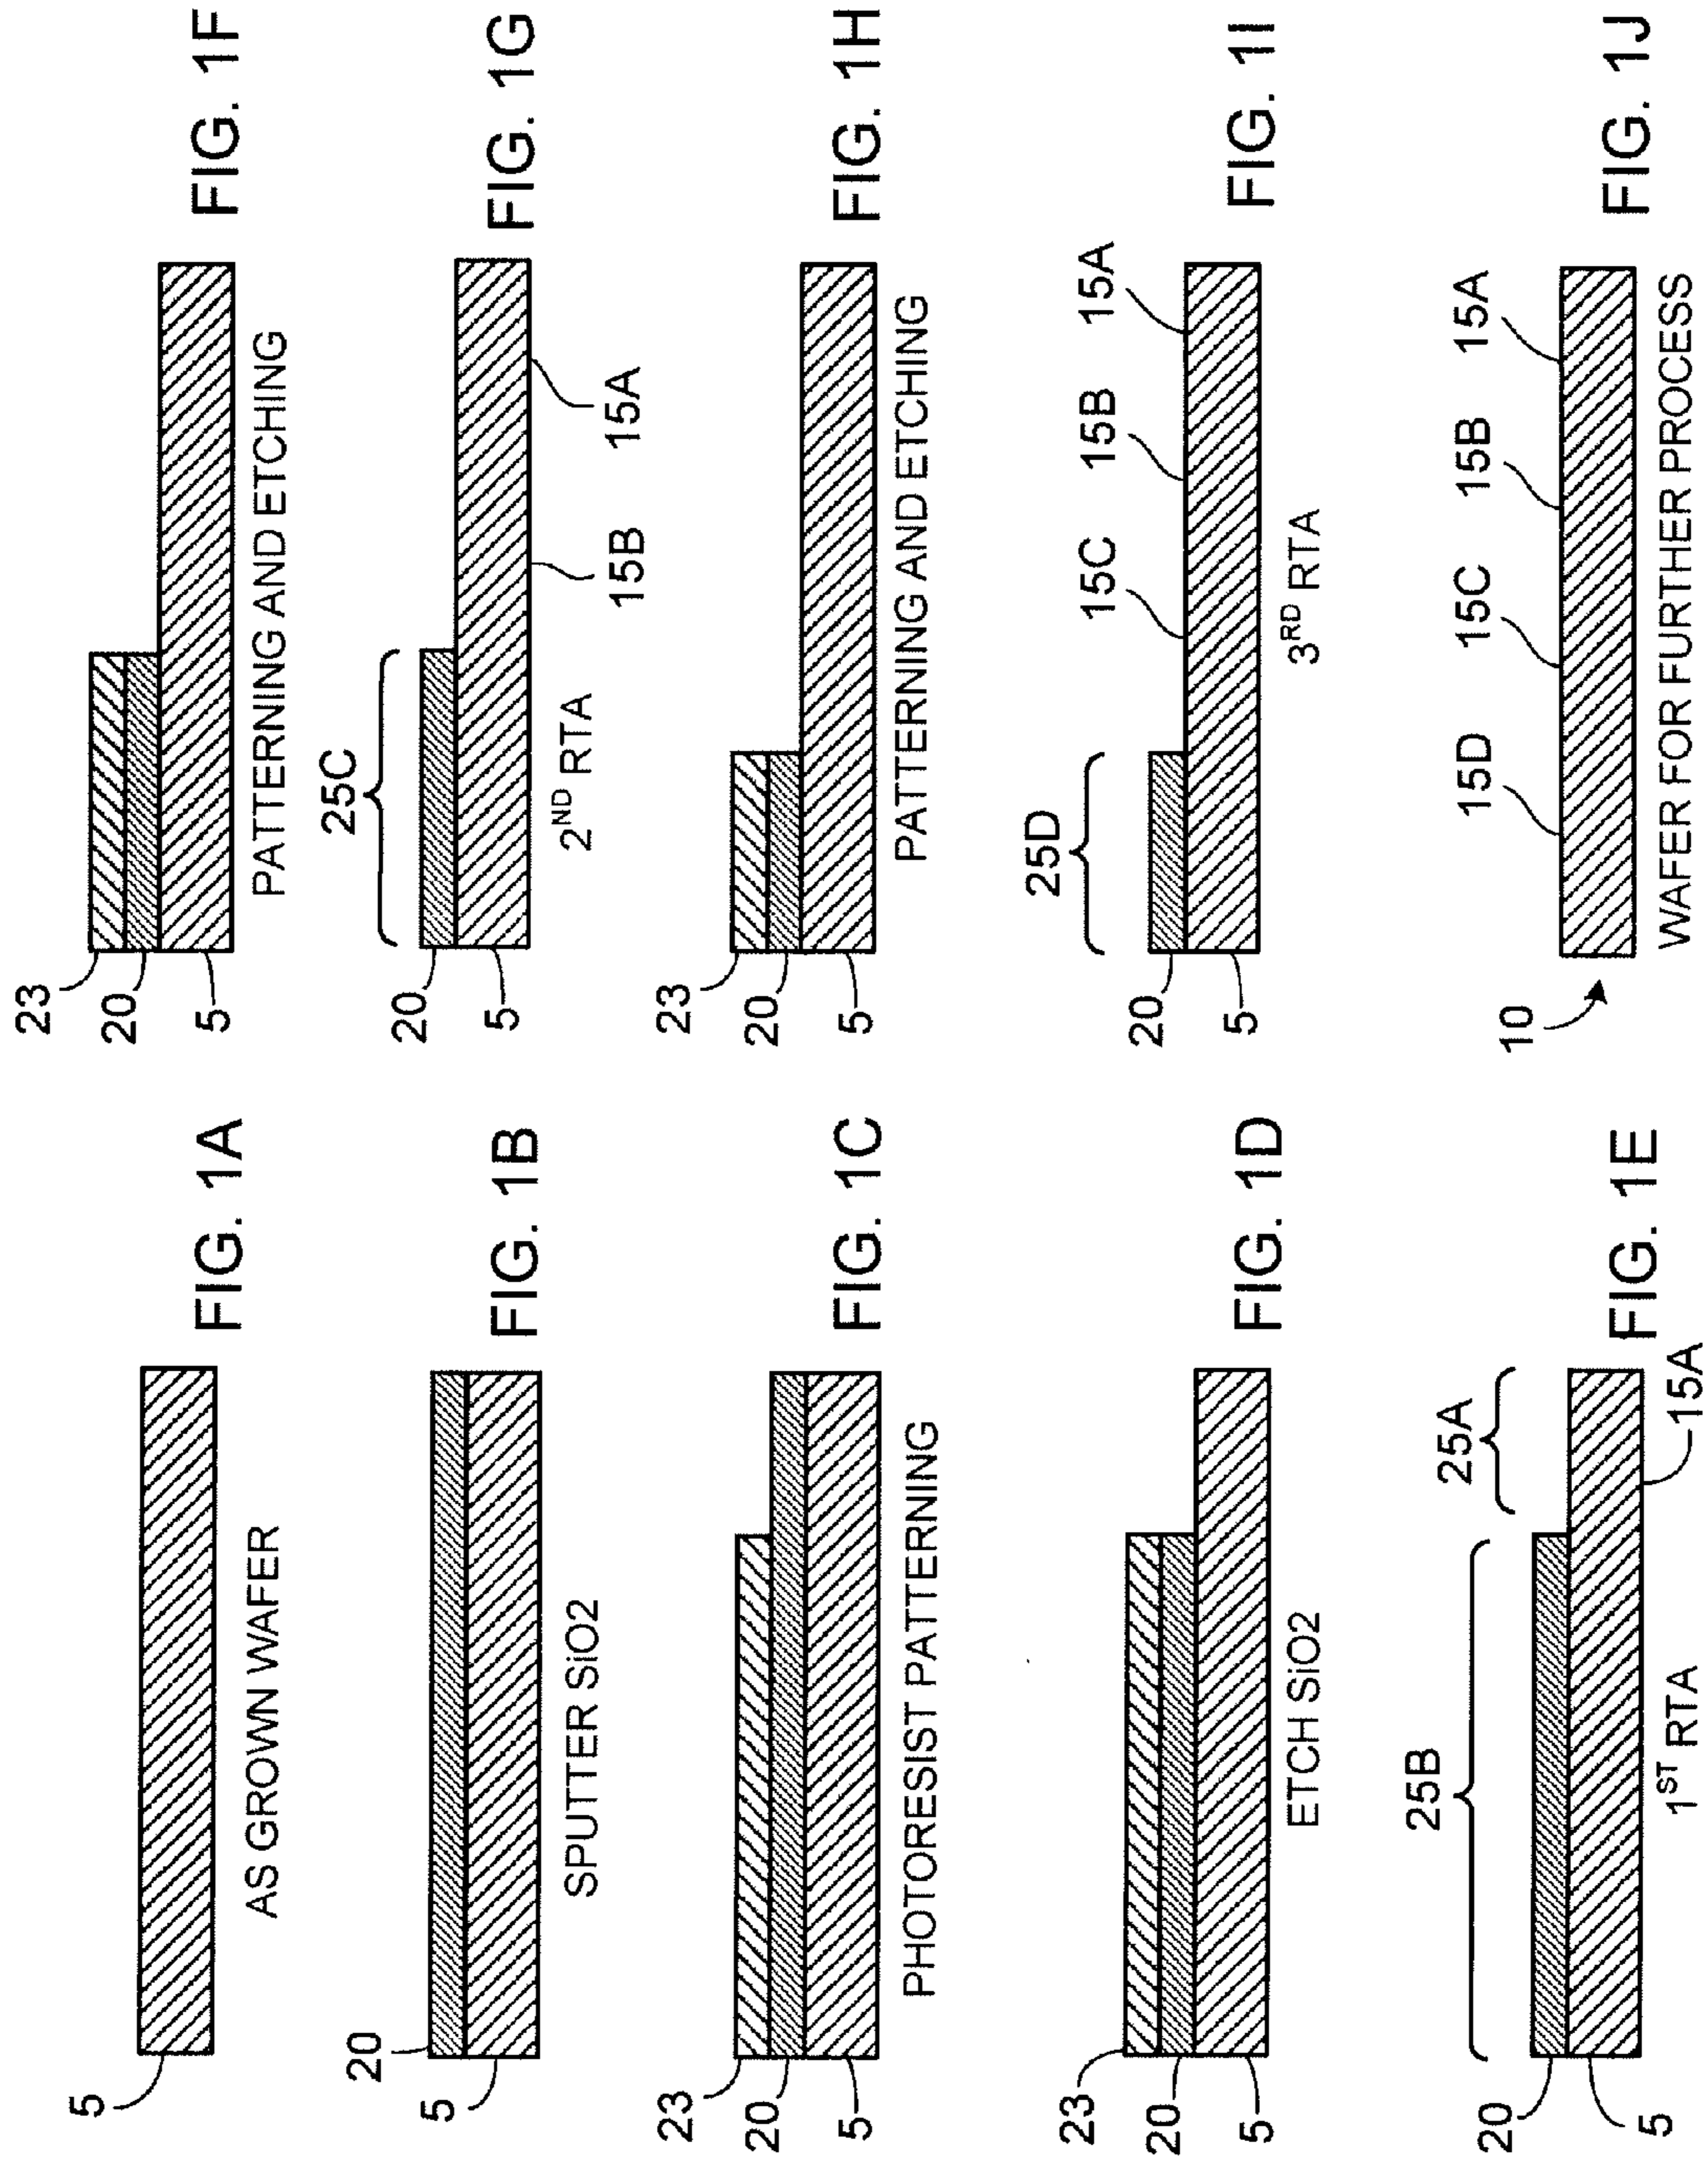 5
AS GROWN WAFER
FIG. 1A
20
5
SPUTTER SiO2
FIG. 1B
23
20
5
PHOTORESIST PATTERNING
FIG. 1C
23
20
5
ETCH SiO2
FIG. 1D
25B
25A
20
5
1ST RTA
15A
FIG. 1E
23
20
5
PATTERNING AND ETCHING
FIG. 1F
25C
20
5
2ND RTA
15B
15A
FIG. 1G
23
20
5
PATTERNING AND ETCHING
FIG. 1H
25D
15C
15B
15A
20
5
3RD RTA
FIG. 1I
15D
15C
15B
15A
10
WAFER FOR FURTHER PROCESS
FIG. 1J